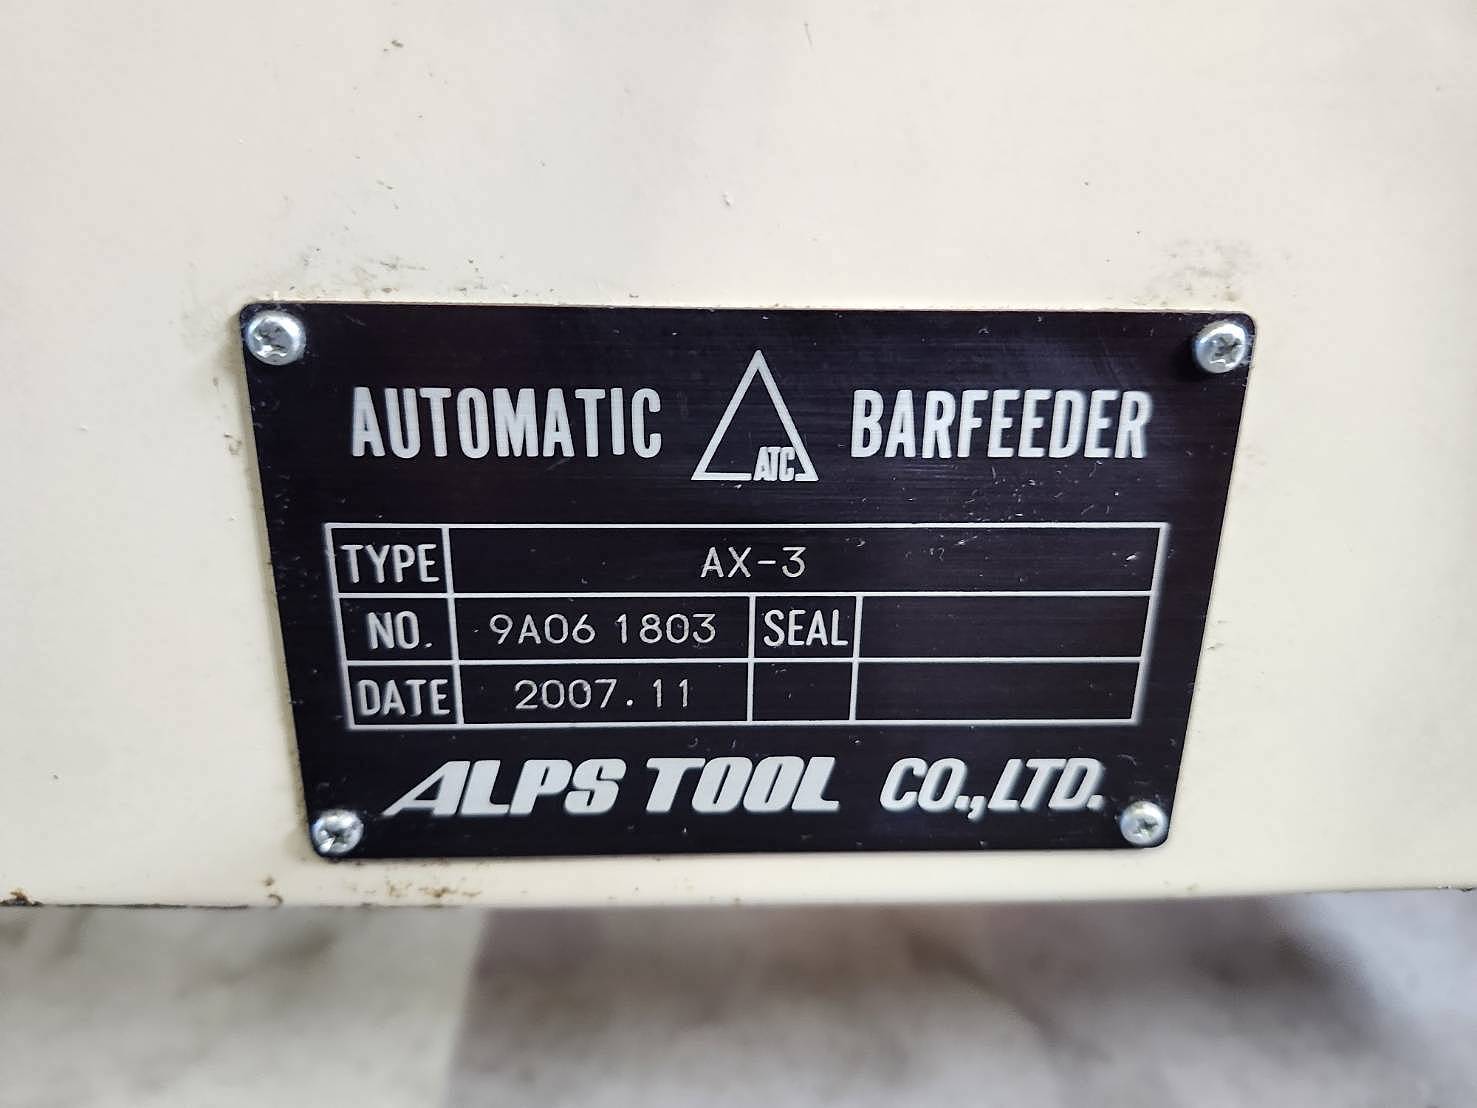 AUTOMATIC ATC BARFEEDER
TYPE AX-3
NO. 9A06 1803 SEAL
DATE 2007.11
ALPS TOOL CO.,LTD.